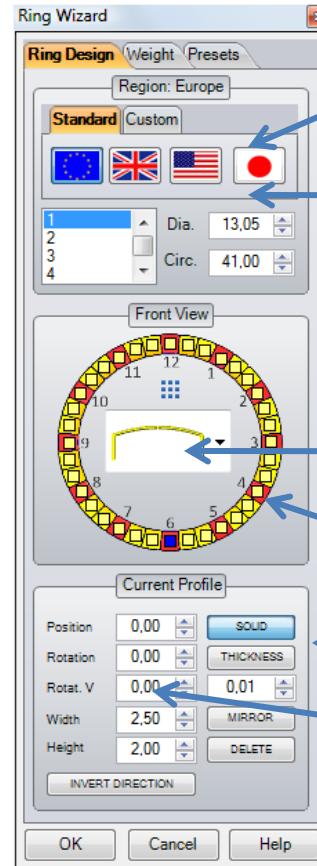 Ring Wizard
Ring Design Weight Presets
Region: Europe
Standard Custom
1 Dia. 13,05
2
3 Circ. 41,00
4
Front View
12
11 1
10 2
9 3
8 4
7 5
6
Current Profile
Position 0,00 SOLID
Rotation 0,00 THICKNESS
Rotat. V 0,00 0,01
Width 2,50 MIRROR
Height 2,00 DELETE
INVERT DIRECTION
OK Cancel Help